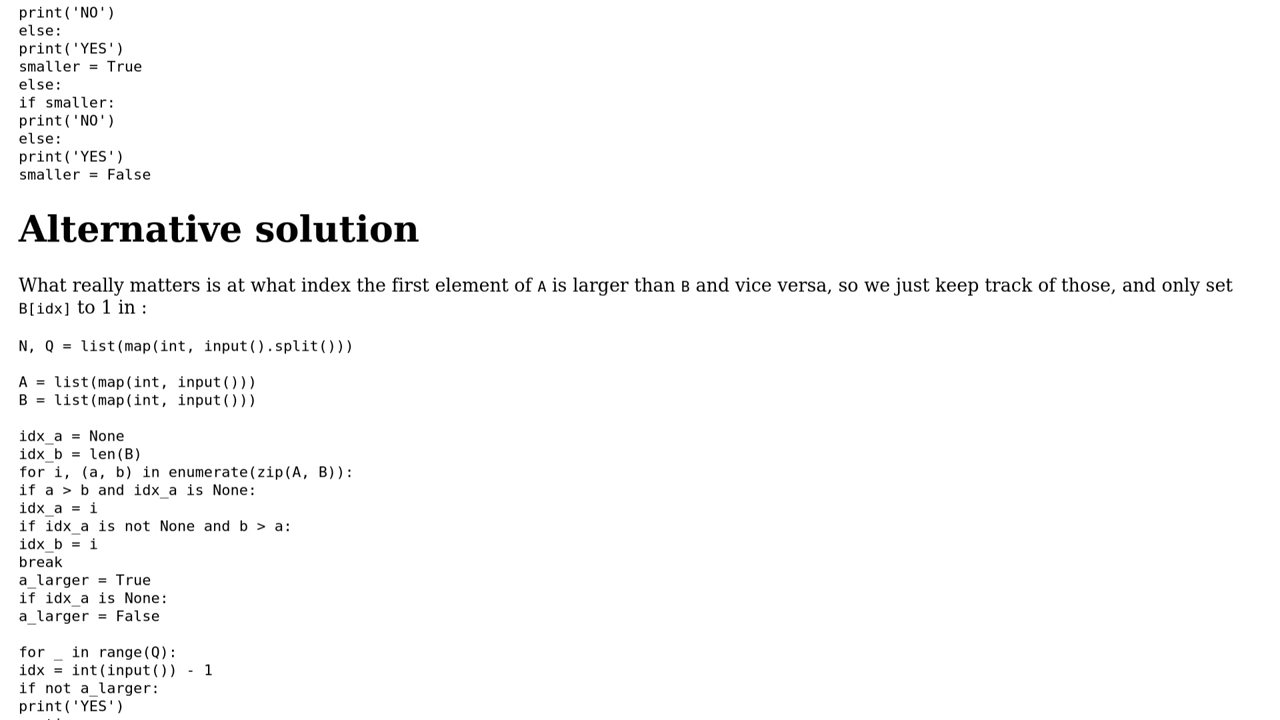 print('NO')
else:
print('YES')
smaller = True
else:
if smaller:
print('NO')
else:
print('YES')
smaller = False
Alternative solution
What really matters is at what index the first element of A is larger than B and vice versa, so we just keep track of those, and only set
B[idx] to 1 in :
N, Q = list(map(int, input().split()))
A = list(map(int, input()))
B = list(map(int, input()))
idx_a = None
idx_b = len(B)
for i, (a, b) in enumerate(zip(A, B)):
if a > b and idx_a is None:
idx_a = i
if idx_a is not None and b > a:
idx_b = i
break
a_larger = True
if idx_a is None:
a_larger = False
for _ in range(Q):
idx = int(input()) - 1
if not a_larger:
print('YES')